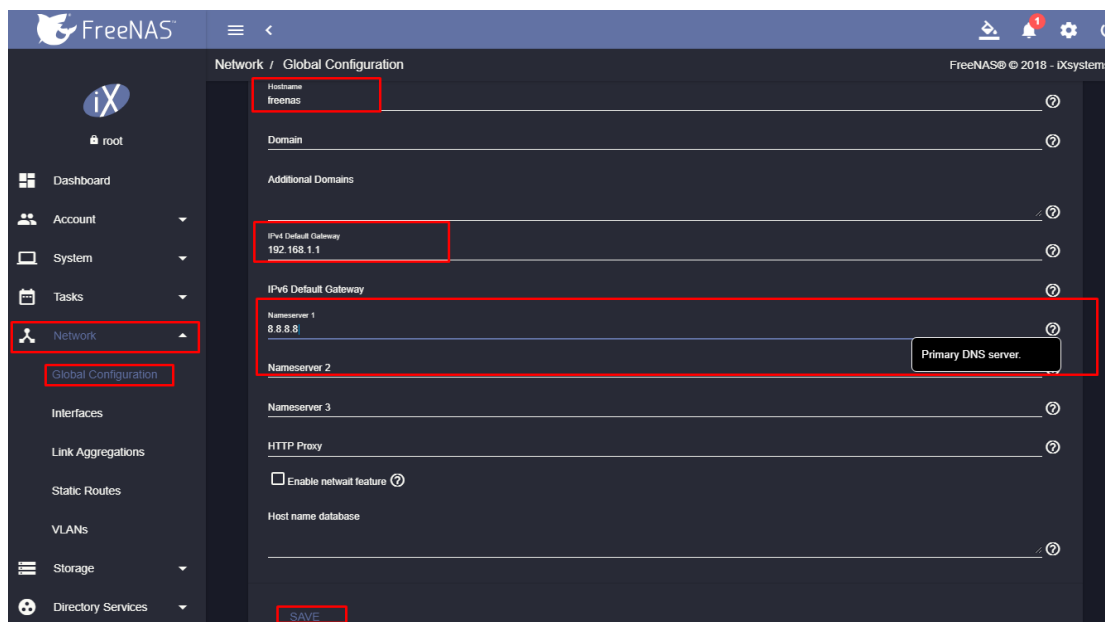 FreeNAS
1
Network / Global Configuration
FreeNAS® © 2018 - iXsystems
iX
root
Dashboard
Account
System
Tasks
Network
Global Configuration
Interfaces
Link Aggregations
Static Routes
VLANs
Storage
Directory Services
Hostname
freenas
Domain
Additional Domains
IPv4 Default Gateway
192.168.1.1
IPv6 Default Gateway
Nameserver 1
8.8.8.8
Primary DNS server.
Nameserver 2
Nameserver 3
HTTP Proxy
Enable netwait feature
Host name database
SAVE